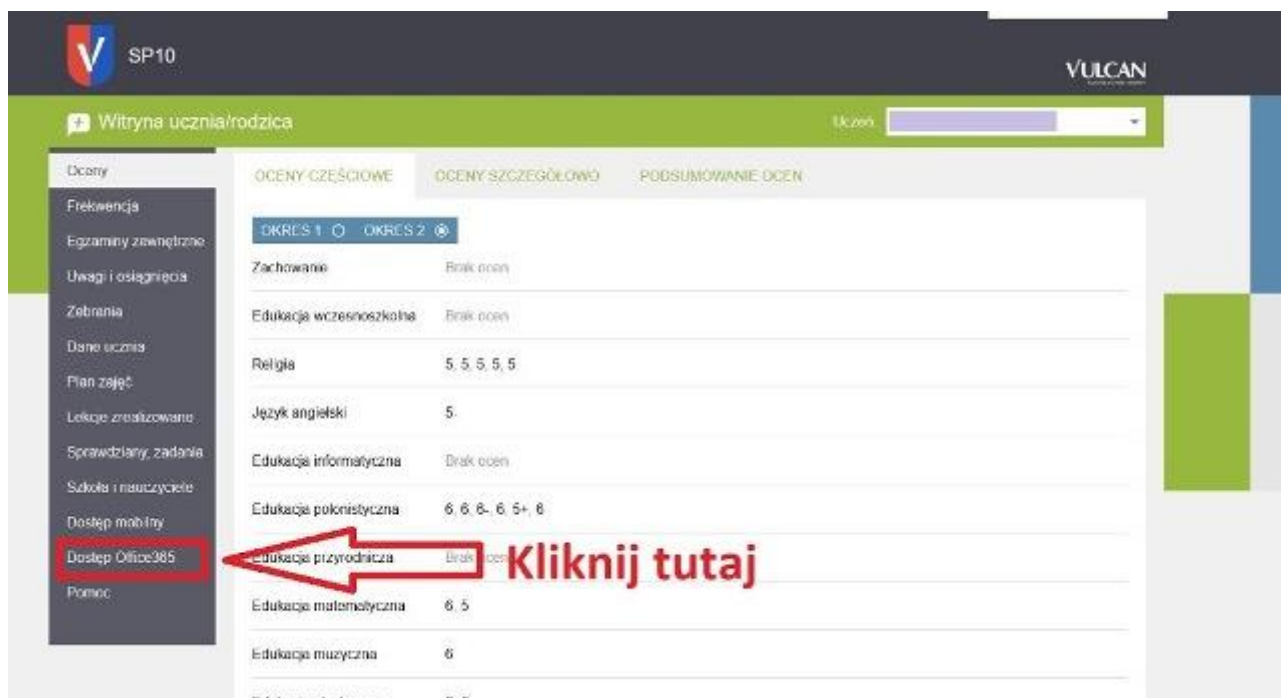 SP10
VULCAN
Witryna ucznia/rodzica
Uczeń
Oceny
Frekwencja
Egzaminy zewnętrzne
Uwagi i osiągnięcia
Zebrania
Dane ucznia
Plan zajęć
Lekcje zrealizowane
Sprawdziany, zadania
Szkoła i nauczyciele
Dostęp mobilny
Dostęp Office365
Pomoc
OCENY CZĘŚCIOWE OCENY SZCZEGÓŁOWO PODSUMOWANIE OCEN
OKRES 1 OKRES 2
Zachowanie Brak ocen
Edukacja wczesnoszkolna Brak ocen
Religia 5, 5, 5, 5, 5
Język angielski 5
Edukacja informatyczna Brak ocen
Edukacja polonistyczna 6, 6, 6-, 6, 5+, 6
Edukacja przyrodnicza Brak ocen
Kliknij tutaj
Edukacja matematyczna 6, 5
Edukacja muzyczna 6